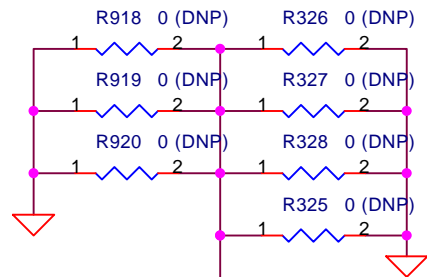 R918 0 (DNP) R326 0 (DNP)
1 2 1 2
R919 0 (DNP) R327 0 (DNP)
1 2 1 2
R920 0 (DNP) R328 0 (DNP)
1 2 1 2
R325 0 (DNP)
1 2